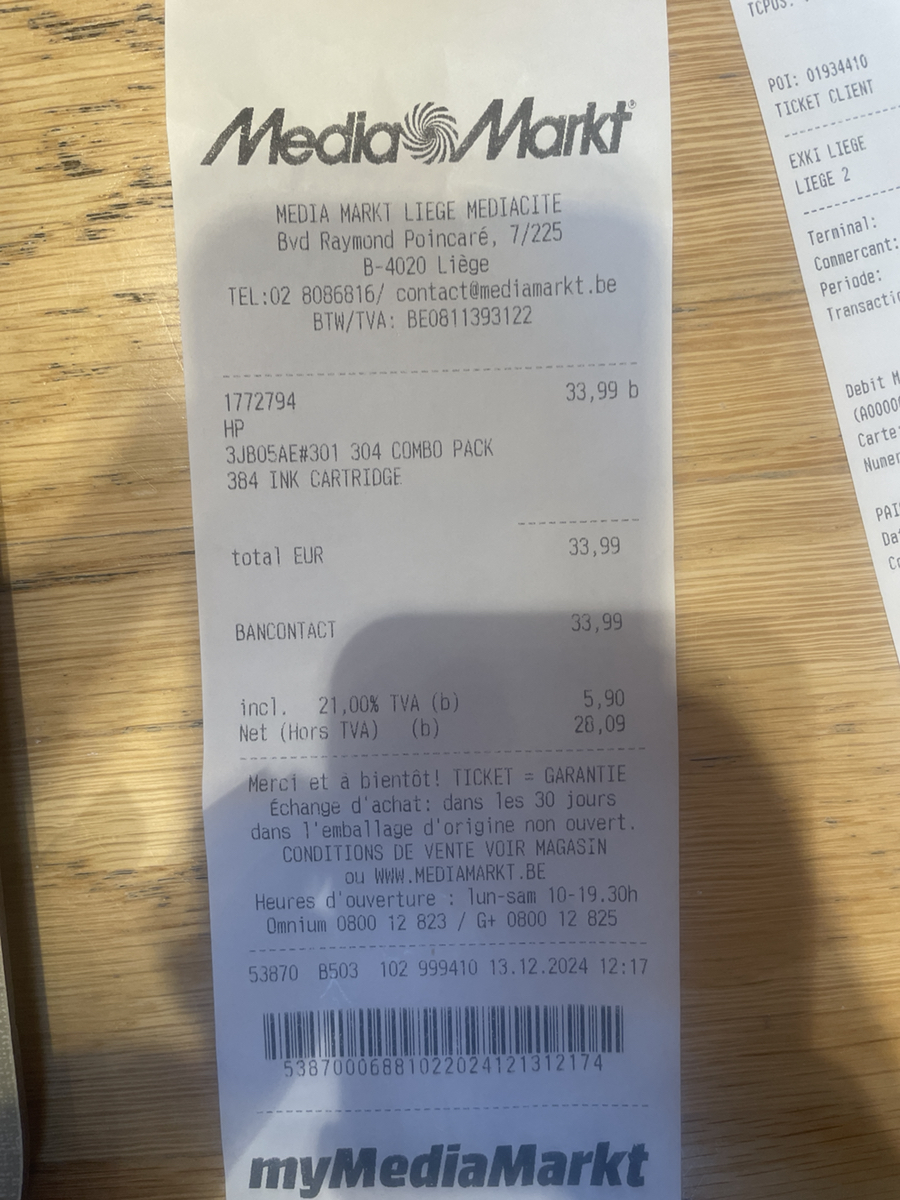 Media Markt®
MEDIA MARKT LIEGE MEDIACITE
Bvd Raymond Poincaré, 7/225
B-4020 Liège
TEL:02 8086816/ contact@mediamarkt.be
BTW/TVA: BE0811393122
1772794 33,99 b
HP
3JB05AE#301 304 COMBO PACK
384 INK CARTRIDGE
total EUR 33,99
BANCONTACT 33,99
incl. 21,00% TVA (b) 5,90
Net (Hors TVA) (b) 28,09
Merci et à bientôt! TICKET = GARANTIE
Échange d'achat: dans les 30 jours
dans l'emballage d'origine non ouvert.
CONDITIONS DE VENTE VOIR MAGASIN
ou WWW.MEDIAMARKT.BE
Heures d'ouverture : lun-sam 10-19.30h
Omnium 0800 12 823 / G+ 0800 12 825
53870 B503 102 999410 13.12.2024 12:17
53870006881022024121312174
myMediaMarkt
POI: 01934410
TICKET CLIENT
EXKI LIEGE
LIEGE 2
Terminal:
Commercant:
Periode:
Debit
Carte